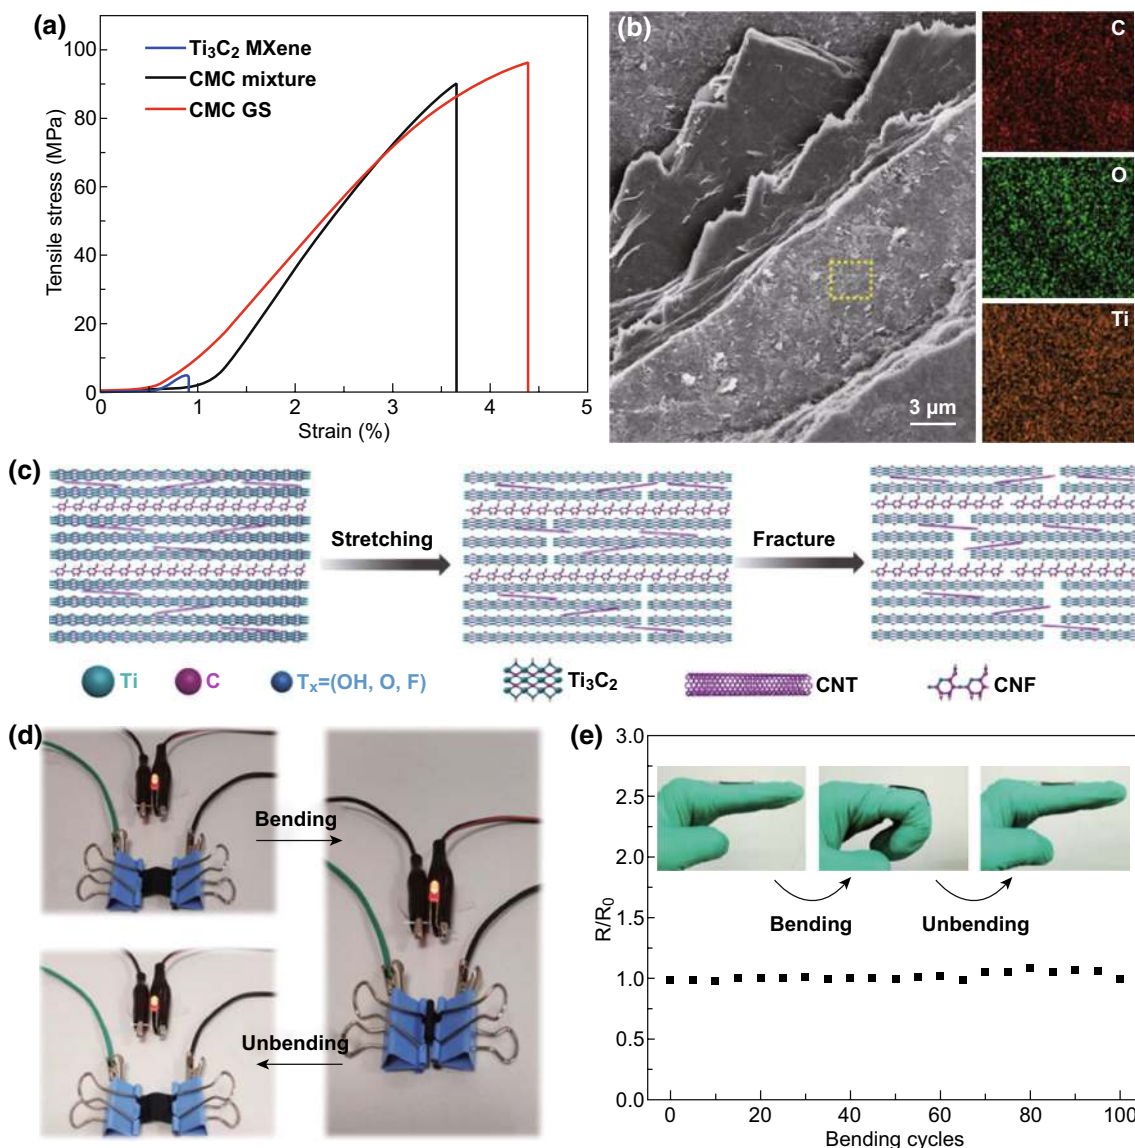 (a)
Ti3C2 MXene
CMC mixture
CMC GS
Tensile stress (MPa)
100
80
60
40
20
0
0 1 2 3 4 5
Strain (%)
(b)
3 μm
C
O
Ti
(c)
Stretching
Fracture
Ti
C
Tx=(OH, O, F)
Ti3C2
CNT
CNF
(d)
Bending
Unbending
(e)
R/R0
3.0
2.5
2.0
1.5
1.0
0.5
0.0
Bending
Unbending
0 20 40 60 80 100
Bending cycles